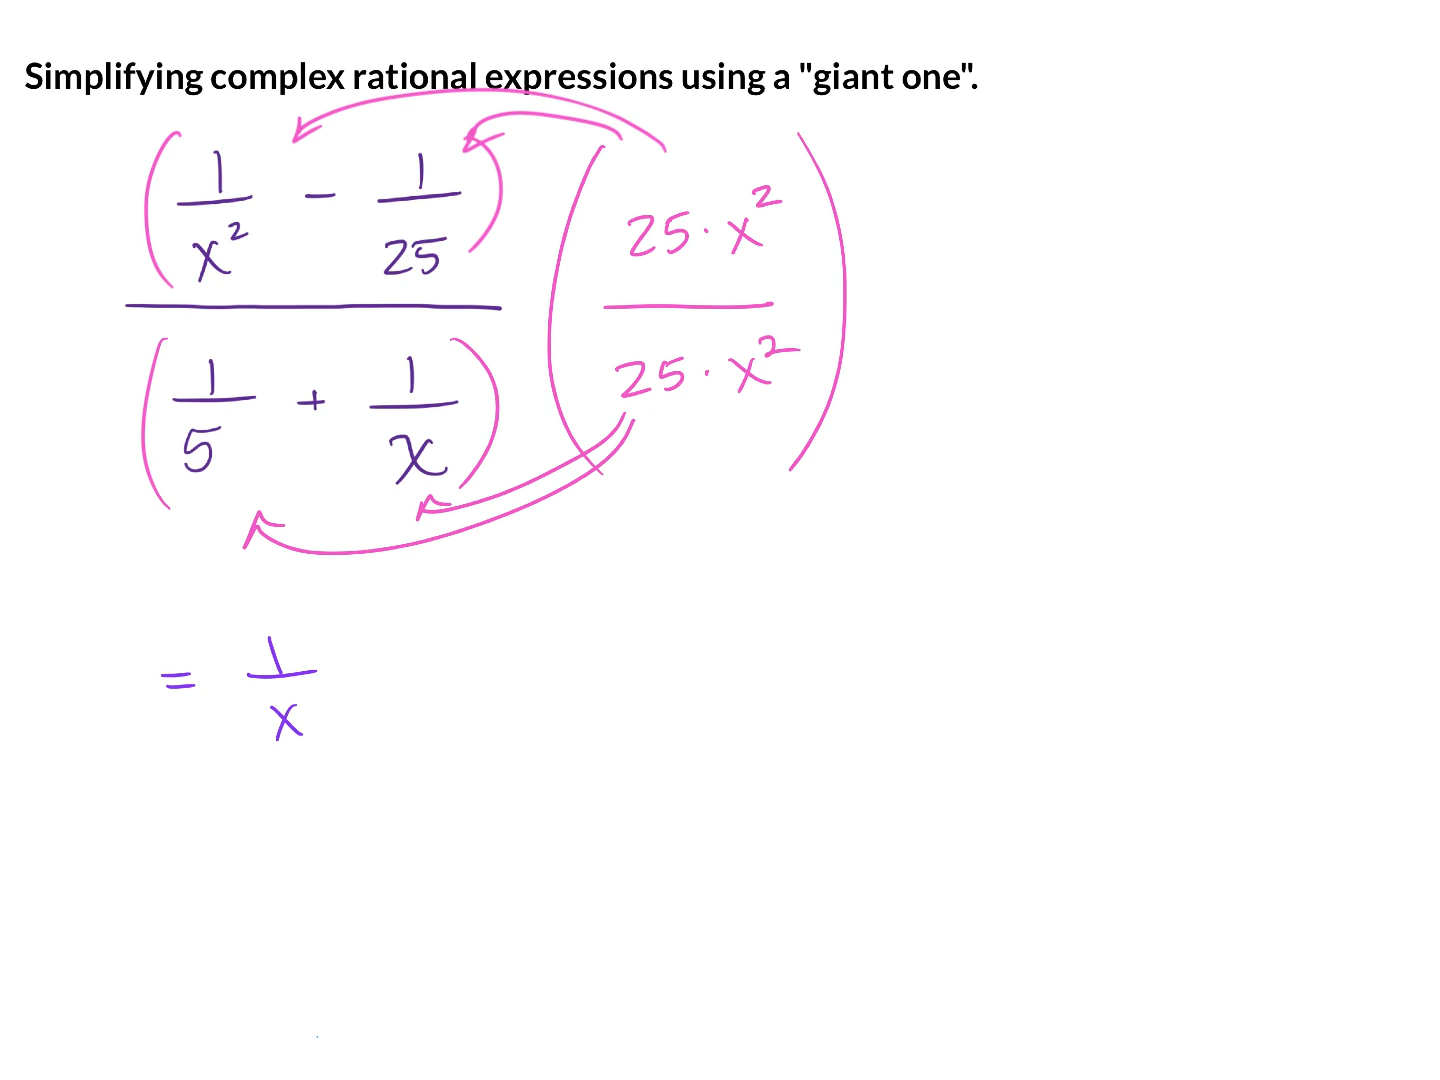 Simplifying complex rational expressions using a "giant one".
( 1/x² - 1/25 ) ( 25 · x²
( 1/5 + 1/x ) 25 · x² )
= 1/x